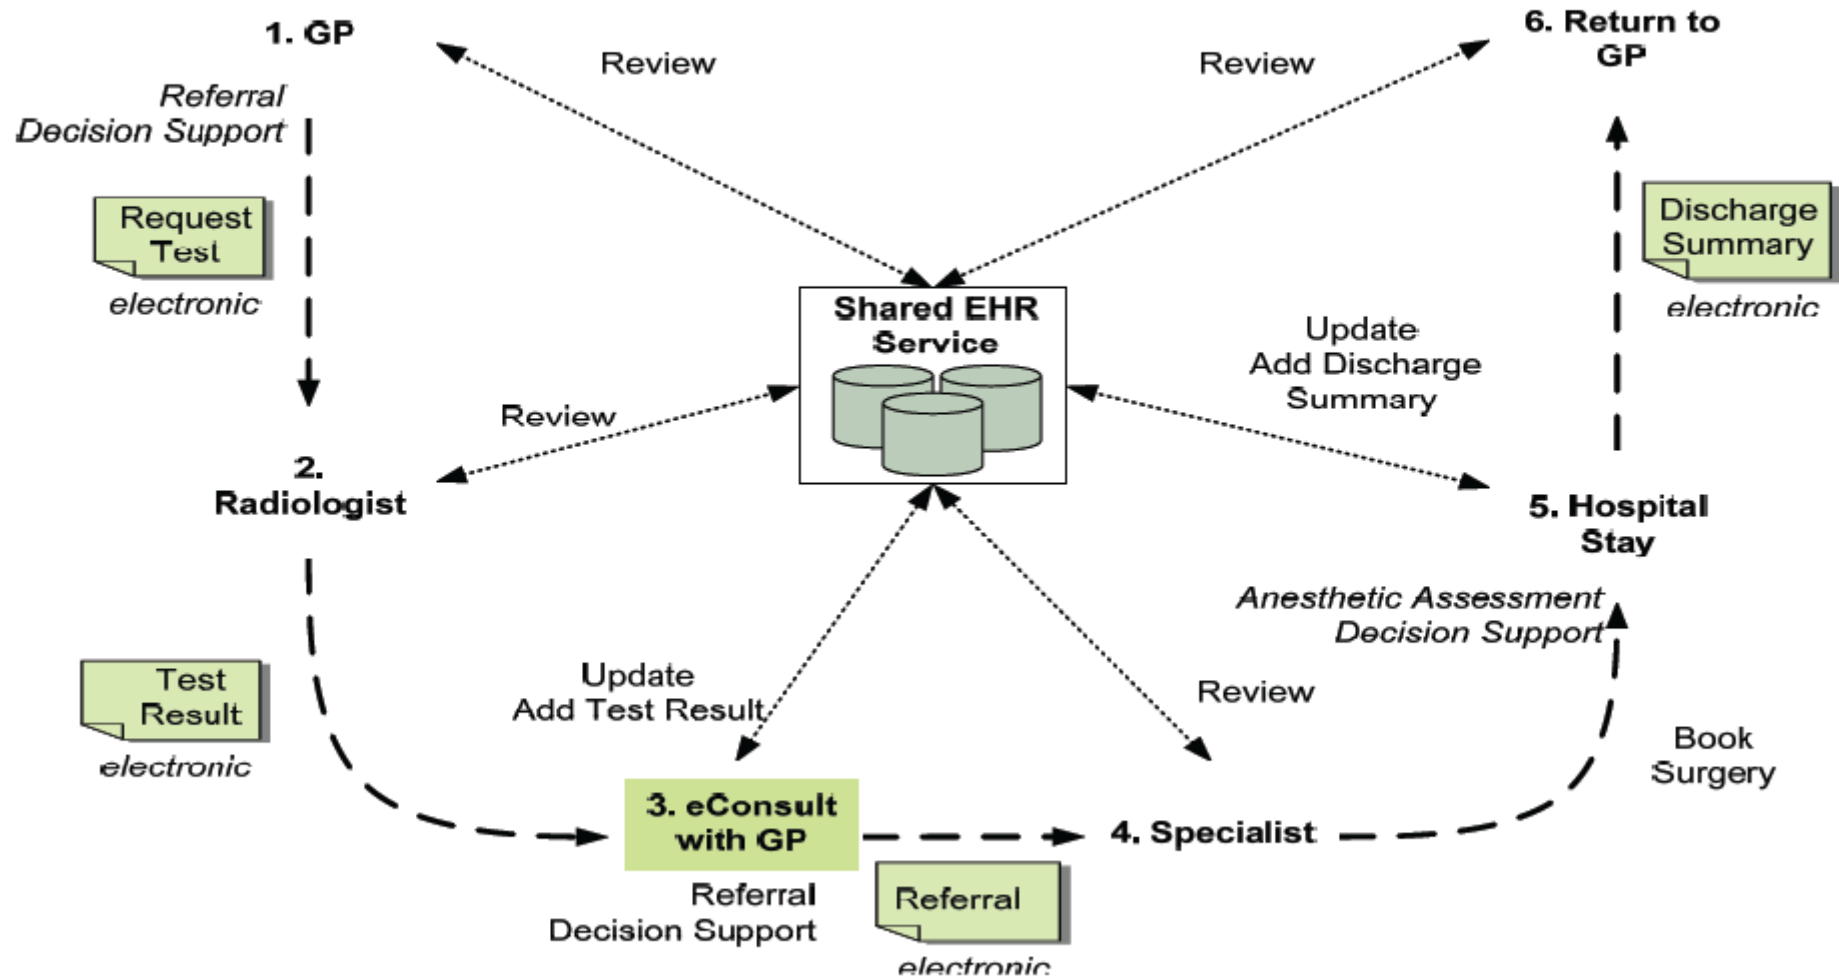 1. GP
Review
Review
6. Return to
GP
Referral
Decision Support
Request
Test
electronic
Discharge
Summary
electronic
Shared EHR
Service
Update
Add Discharge
Summary
Review
2.
Radiologist
5. Hospital
Stay
Anesthetic Assessment
Decision Support
Test
Result
electronic
Update
Add Test Result
Review
Book
Surgery
3. eConsult
with GP
4. Specialist
Referral
Decision Support
Referral
electronic